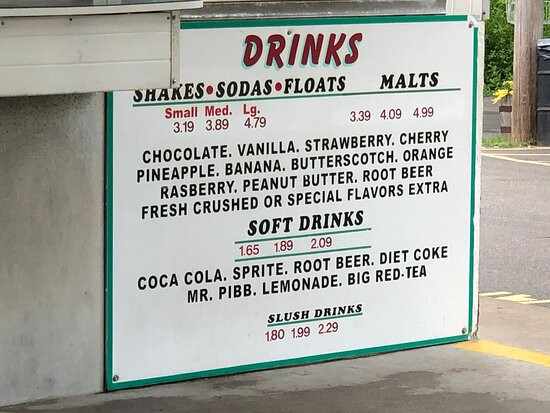 DRINKS
SHAKES•SODAS•FLOATS MALTS
Small Med. Lg.
3.19 3.89 4.79 3.39 4.09 4.99
CHOCOLATE. VANILLA. STRAWBERRY. CHERRY
PINEAPPLE. BANANA. BUTTERSCOTCH. ORANGE
RASBERRY. PEANUT BUTTER. ROOT BEER
FRESH CRUSHED OR SPECIAL FLAVORS EXTRA
SOFT DRINKS
1.65 1.89 2.09
COCA COLA. SPRITE. ROOT BEER. DIET COKE
MR. PIBB. LEMONADE. BIG RED-TEA
SLUSH DRINKS
1.80 1.99 2.29